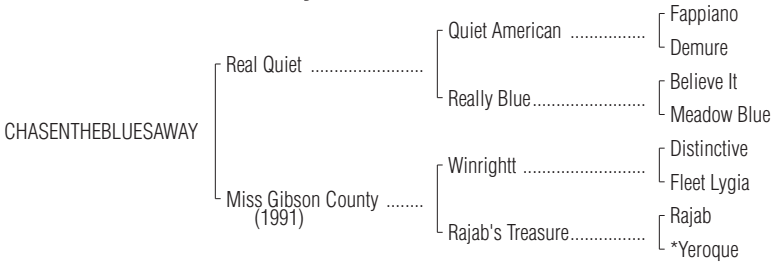 Fappiano
Quiet American ................
Demure
Real Quiet ........................
Believe It
Really Blue........................
Meadow Blue
CHASENTHEBLUESAWAY
Distinctive
Winrightt ..........................
Fleet Lygia
Miss Gibson County ........
(1991)
Rajab
Rajab's Treasure................
*Yeroque